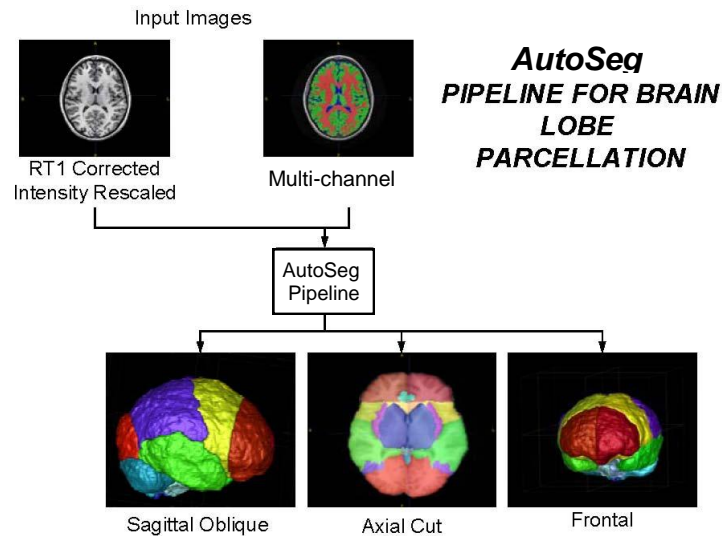 Input Images
AutoSeg
PIPELINE FOR BRAIN
LOBE
PARCELLATION
RT1 Corrected
Intensity Rescaled
Multi-channel
AutoSeg
Pipeline
Sagittal Oblique
Axial Cut
Frontal